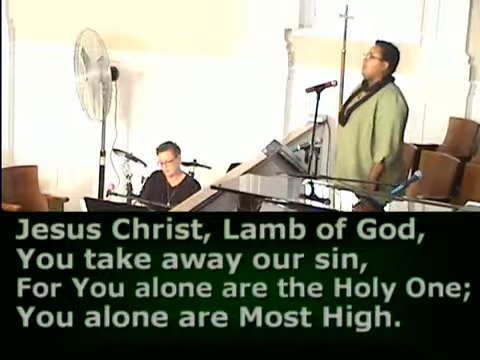 Jesus Christ, Lamb of God,
You take away our sin,
For You alone are the Holy One;
You alone are Most High.